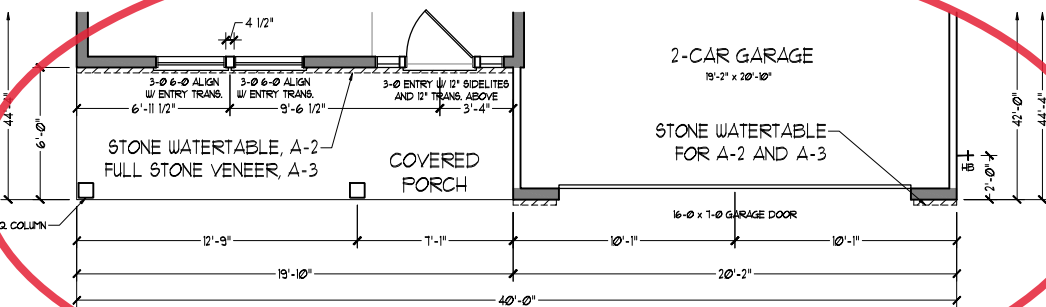 4 1/2"
2-CAR GARAGE
19'-2" x 20'-10"
3-0 6-0 ALIGN
W/ ENTRY TRANS.
3-0 6-0 ALIGN
W/ ENTRY TRANS.
3-0 ENTRY W/ 12" SIDELITES
AND 12" TRANS. ABOVE
6'-11 1/2"
9'-6 1/2"
3'-4"
6'-0"
42'-0"
44'-4"
STONE WATERTABLE, A-2
FULL STONE VENEER, A-3
COVERED
PORCH
STONE WATERTABLE
FOR A-2 AND A-3
HB
2'-0"
COLUMN
16-0 x 7-0 GARAGE DOOR
12'-9"
7'-1"
10'-1"
10'-1"
19'-10"
20'-2"
40'-0"